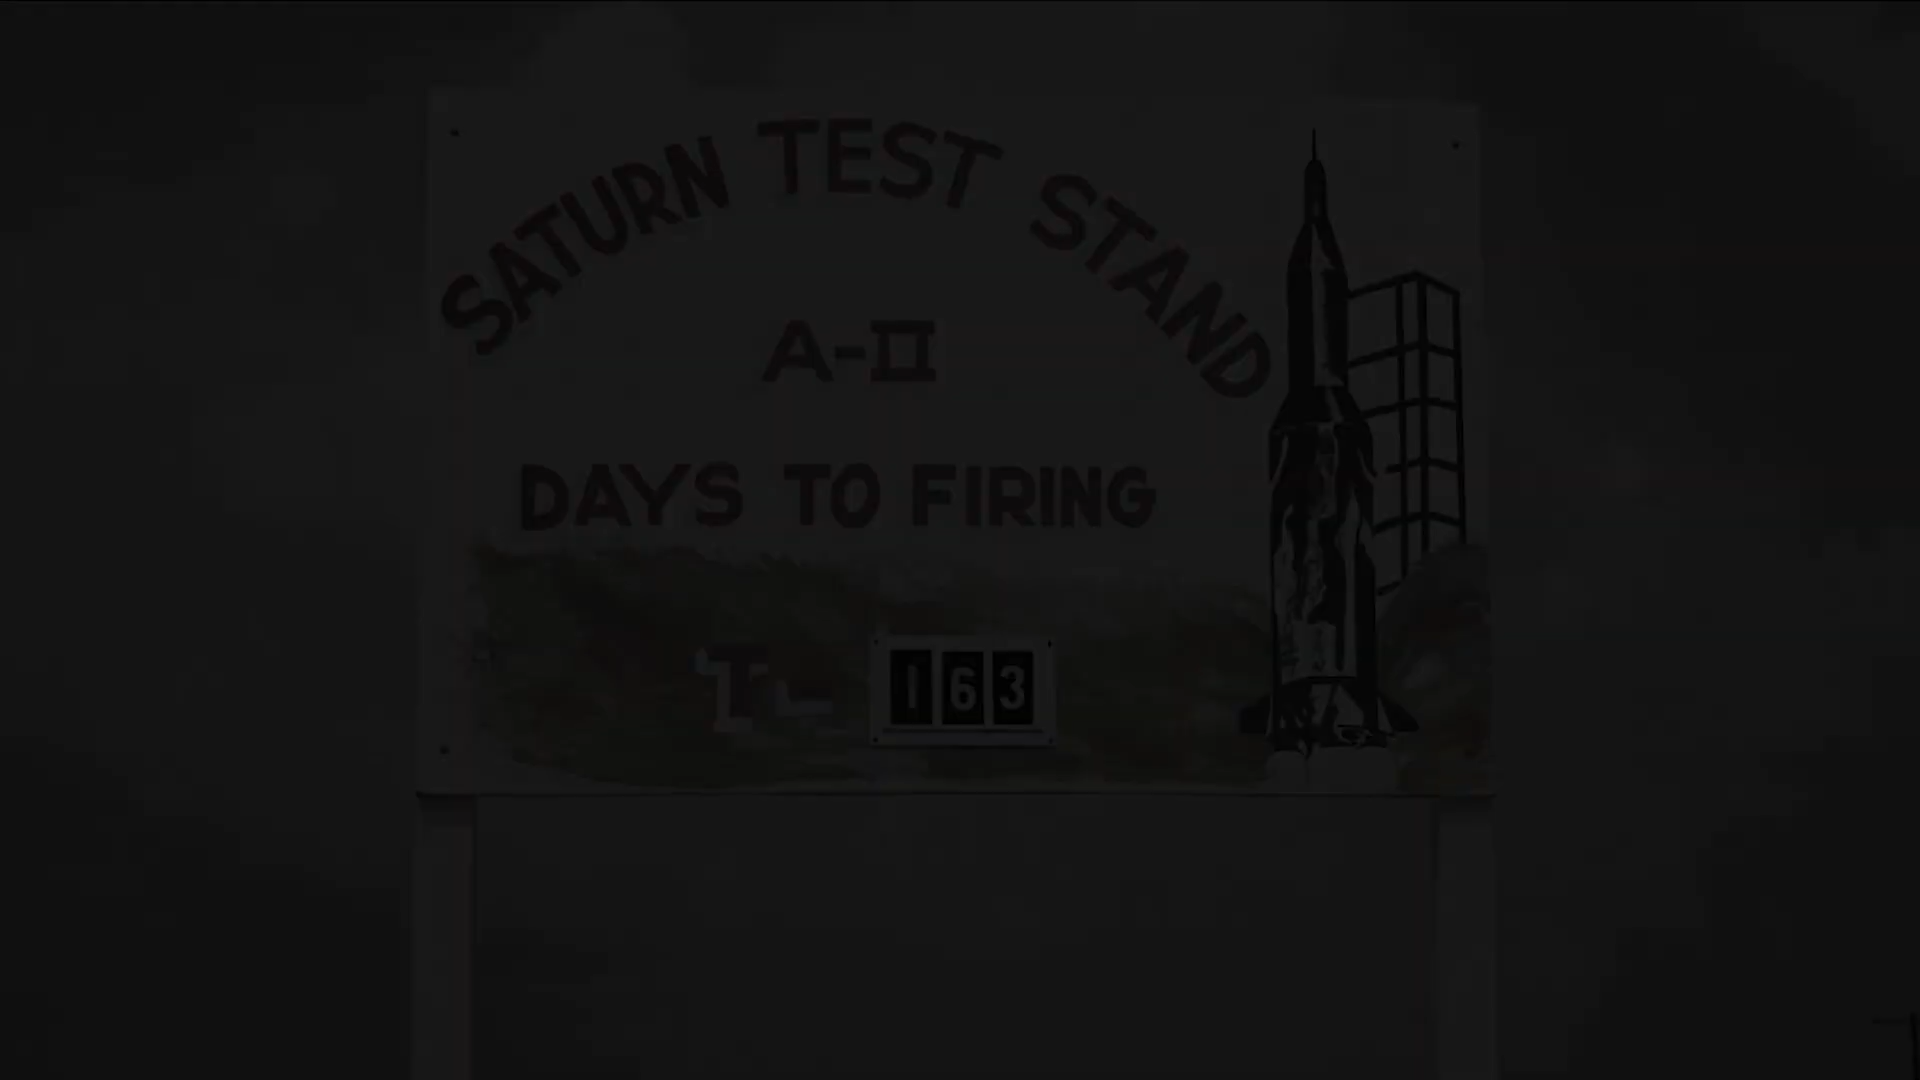 SATURN TEST STAND
A-II
DAYS TO FIRING
T- 163